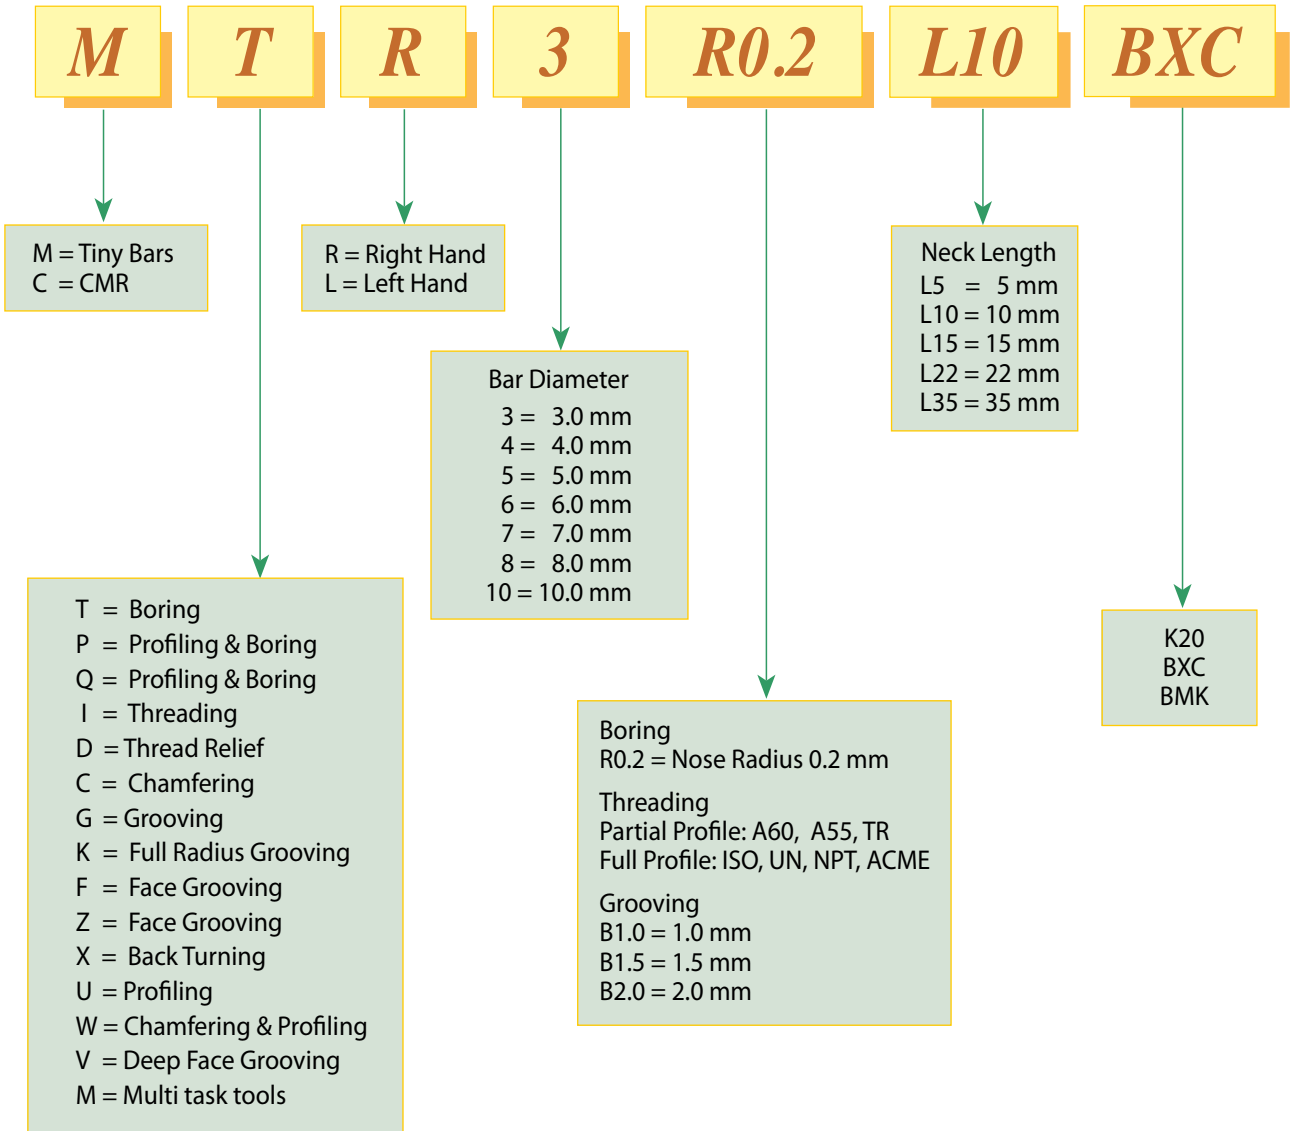 M T R 3 R0.2 L10 BXC
M = Tiny Bars
C = CMR
R = Right Hand
L = Left Hand
Neck Length
L5 = 5 mm
L10 = 10 mm
L15 = 15 mm
L22 = 22 mm
L35 = 35 mm
Bar Diameter
3 = 3.0 mm
4 = 4.0 mm
5 = 5.0 mm
6 = 6.0 mm
7 = 7.0 mm
8 = 8.0 mm
10 = 10.0 mm
T = Boring
P = Profiling & Boring
Q = Profiling & Boring
I = Threading
D = Thread Relief
C = Chamfering
G = Grooving
K = Full Radius Grooving
F = Face Grooving
Z = Face Grooving
X = Back Turning
U = Profiling
W = Chamfering & Profiling
V = Deep Face Grooving
M = Multi task tools
Boring
R0.2 = Nose Radius 0.2 mm
Threading
Partial Profile: A60, A55, TR
Full Profile: ISO, UN, NPT, ACME
Grooving
B1.0 = 1.0 mm
B1.5 = 1.5 mm
B2.0 = 2.0 mm
K20
BXC
BMK